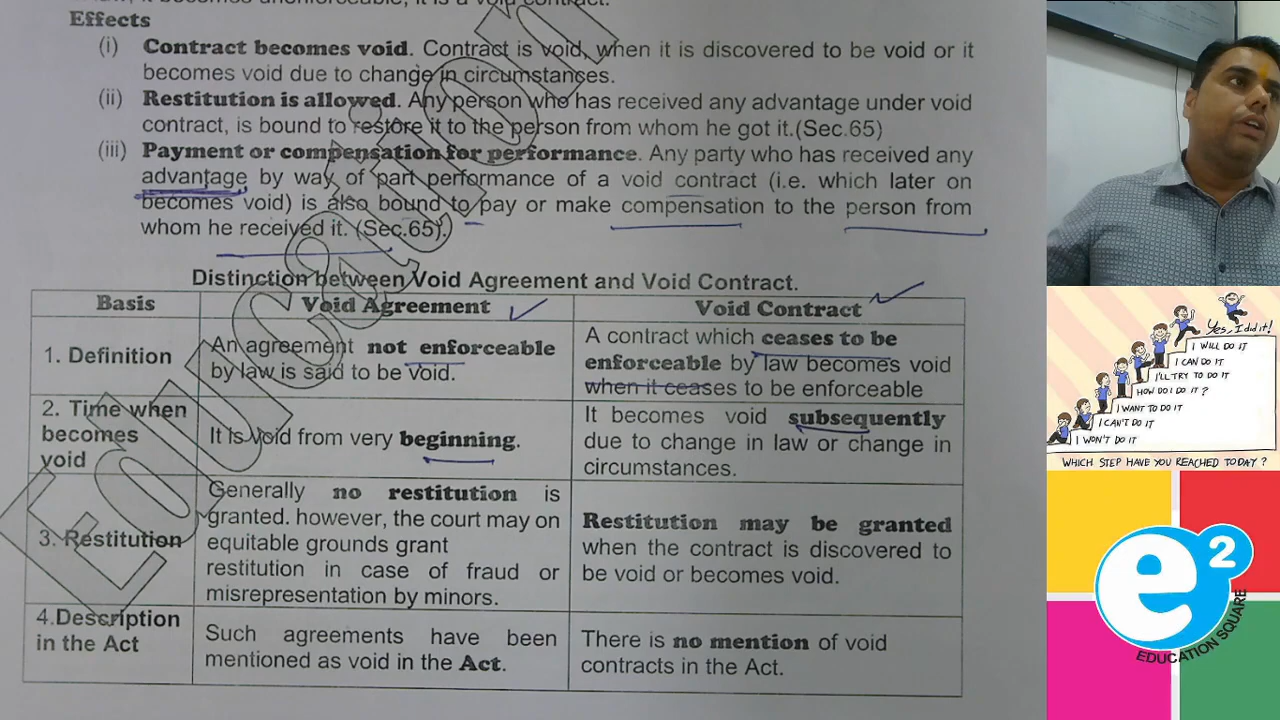 Effects
(i) Contract becomes void. Contract is void, when it is discovered to be void or it
becomes void due to change in circumstances.
(ii) Restitution is allowed. Any person who has received any advantage under void
contract, is bound to restore it to the person from whom he got it.(Sec.65)
(iii) Payment or compensation for performance. Any party who has received any
advantage by way of part performance of a void contract (i.e. which later on
becomes void) is also bound to pay or make compensation to the person from
whom he received it. (Sec.65).
Distinction between Void Agreement and Void Contract.
Basis Void Agreement Void Contract
1. Definition
An agreement not enforceable
by law is said to be void.
A contract which ceases to be
enforceable by law becomes void
when it ceases to be enforceable
2. Time when
becomes
void
It is void from very beginning.
It becomes void subsequently
due to change in law or change in
circumstances.
3. Restitution
Generally no restitution is
granted. however, the court may on
equitable grounds grant
restitution in case of fraud or
misrepresentation by minors.
Restitution may be granted
when the contract is discovered to
be void or becomes void.
4.Description
in the Act
Such agreements have been
mentioned as void in the Act.
There is no mention of void
contracts in the Act.
Yes, I did it!
I WILL DO IT
I CAN DO IT
I'LL TRY TO DO IT
HOW DO I DO IT?
I WANT TO DO IT
I CAN'T DO IT
I WON'T DO IT
WHICH STEP HAVE YOU REACHED TODAY?
e2
EDUCATION SQUARE